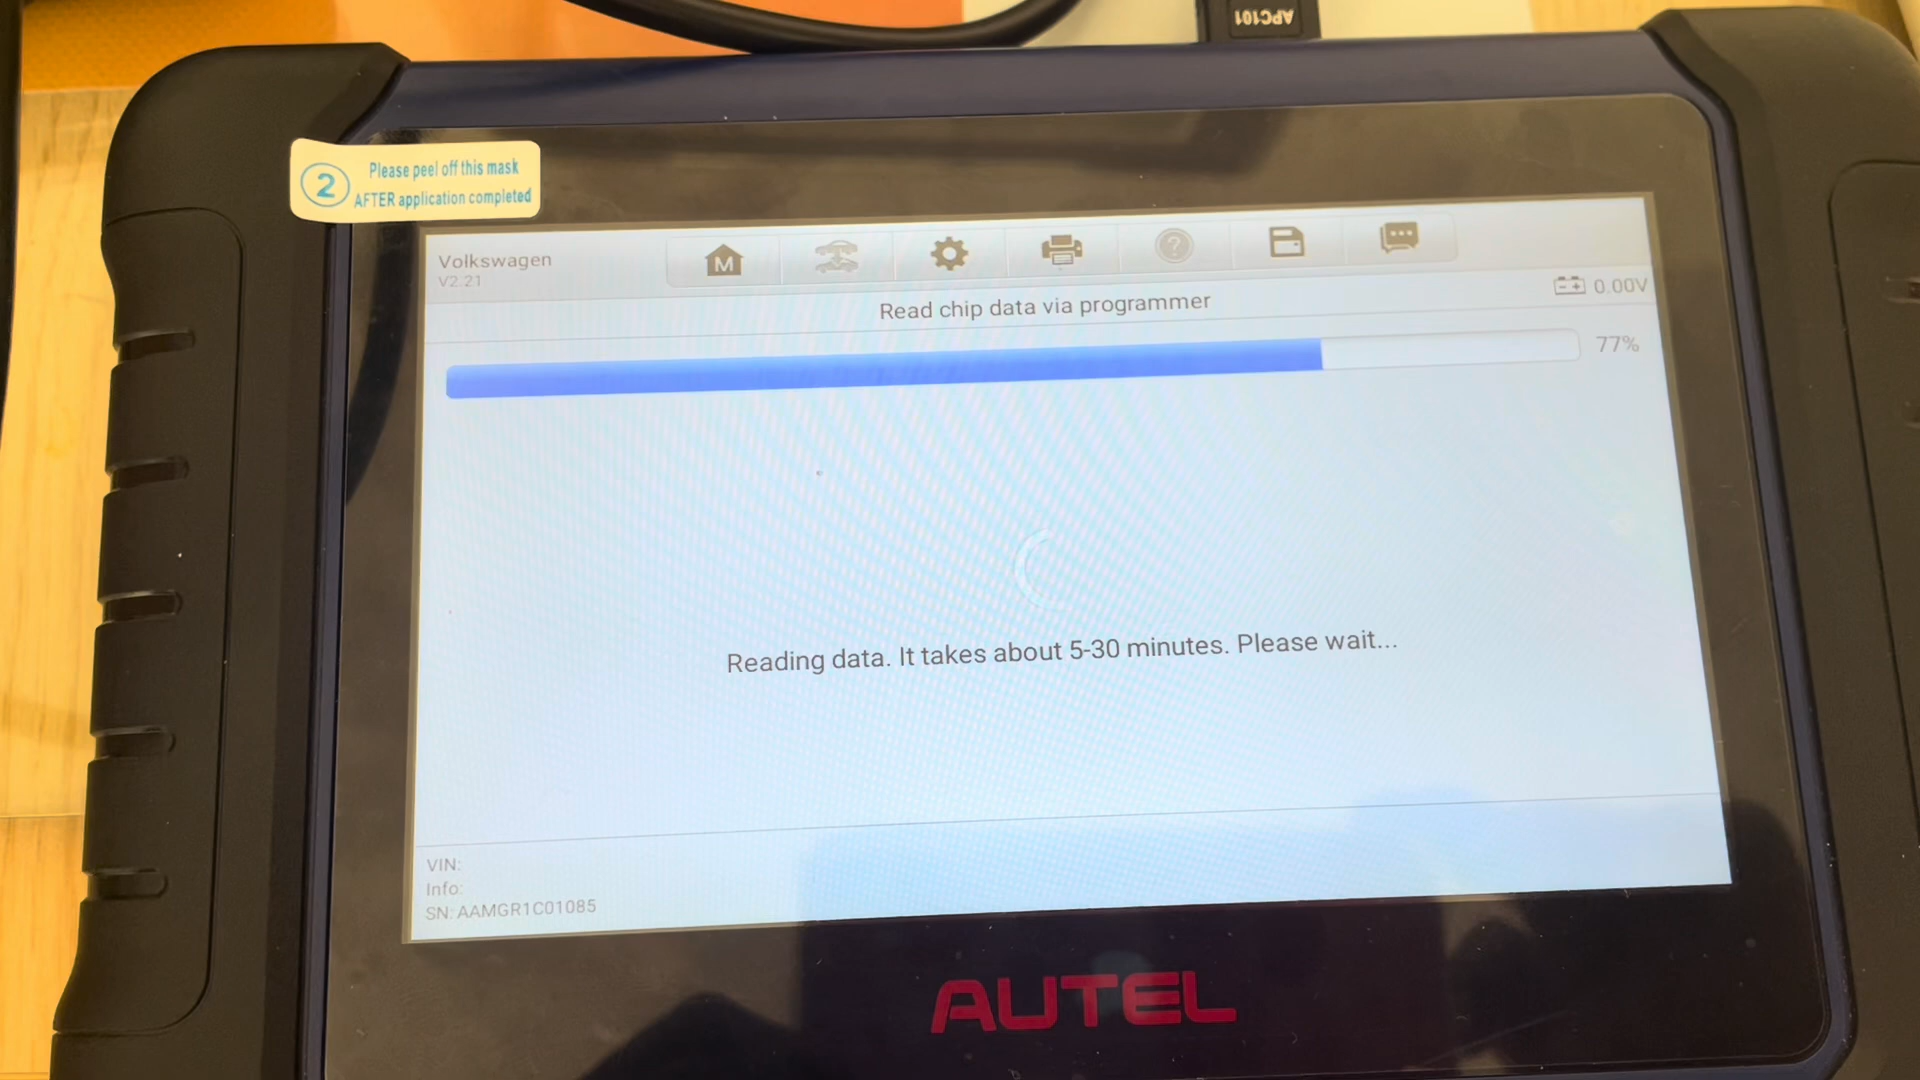 APC101
2
Please peel off this mask
AFTER application completed
Volkswagen
V2.21
M
?
Read chip data via programmer
0.00V
77%
Reading data. It takes about 5-30 minutes. Please wait...
VIN:
Info:
SN: AAMGR1C01085
AUTEL